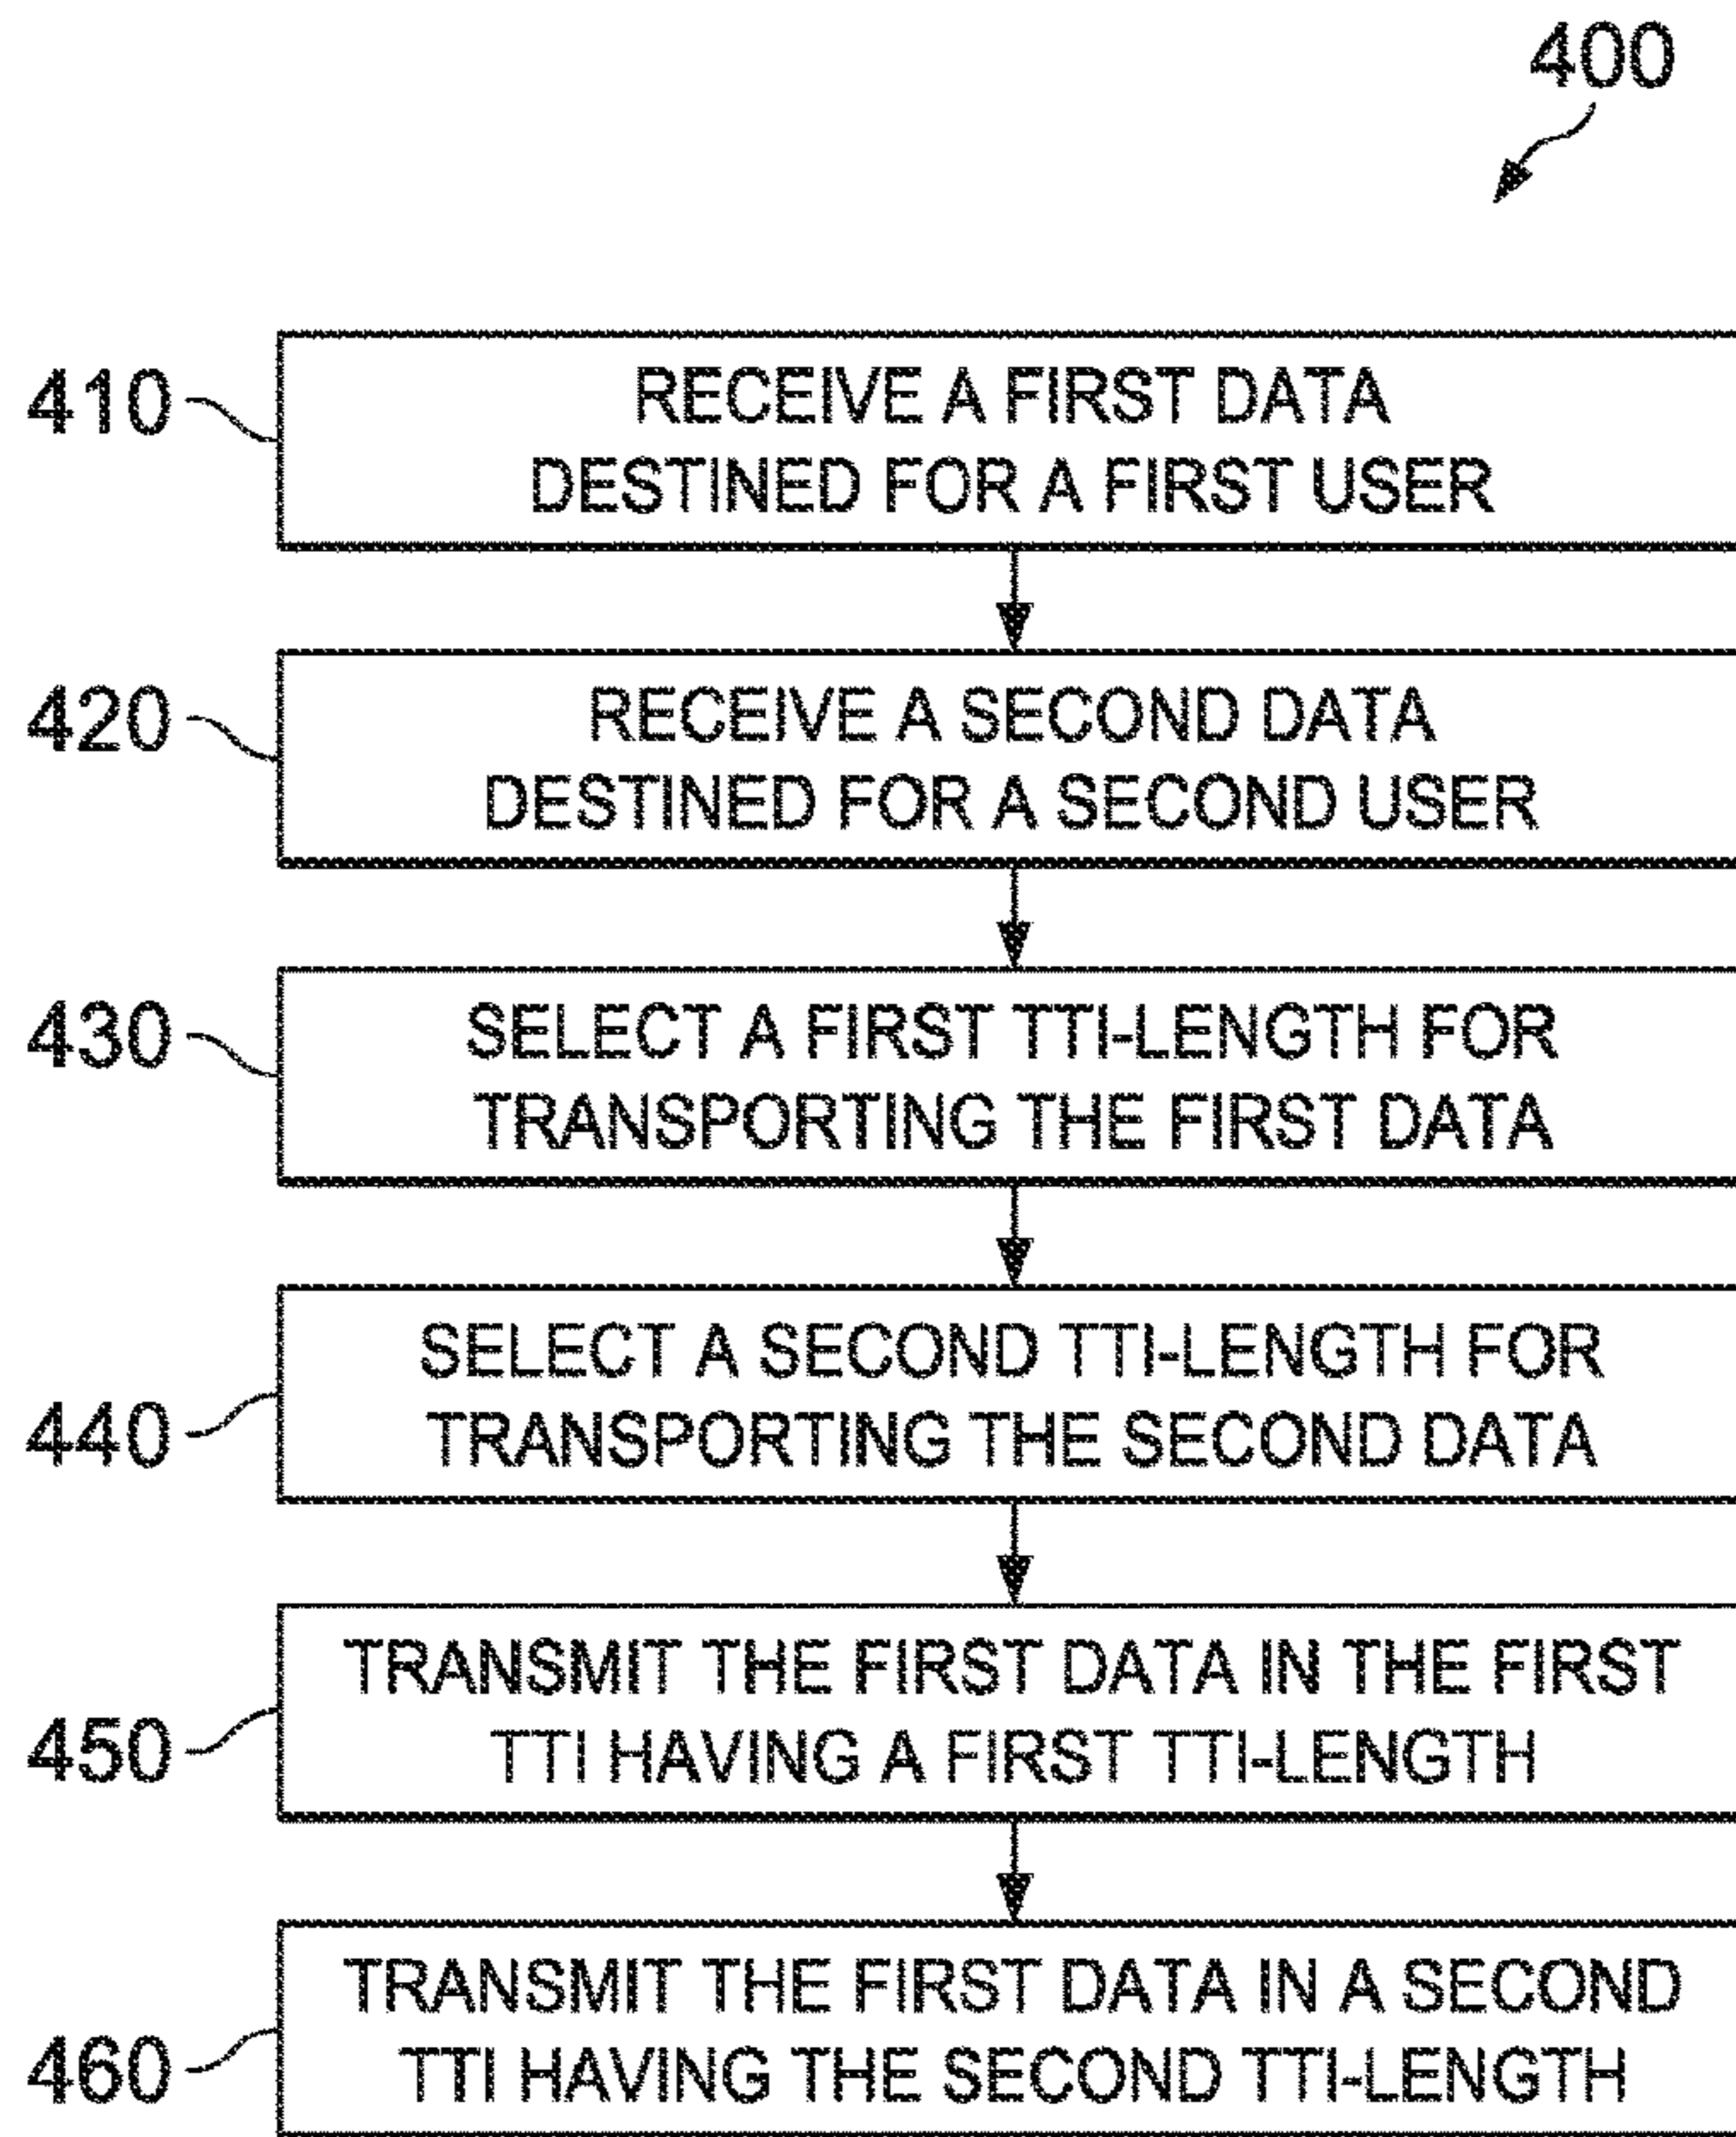 400
410
RECEIVE A FIRST DATA
DESTINED FOR A FIRST USER
420
RECEIVE A SECOND DATA
DESTINED FOR A SECOND USER
430
SELECT A FIRST TTI-LENGTH FOR
TRANSPORTING THE FIRST DATA
440
SELECT A SECOND TTI-LENGTH FOR
TRANSPORTING THE SECOND DATA
450
TRANSMIT THE FIRST DATA IN THE FIRST
TTI HAVING A FIRST TTI-LENGTH
460
TRANSMIT THE FIRST DATA IN A SECOND
TTI HAVING THE SECOND TTI-LENGTH